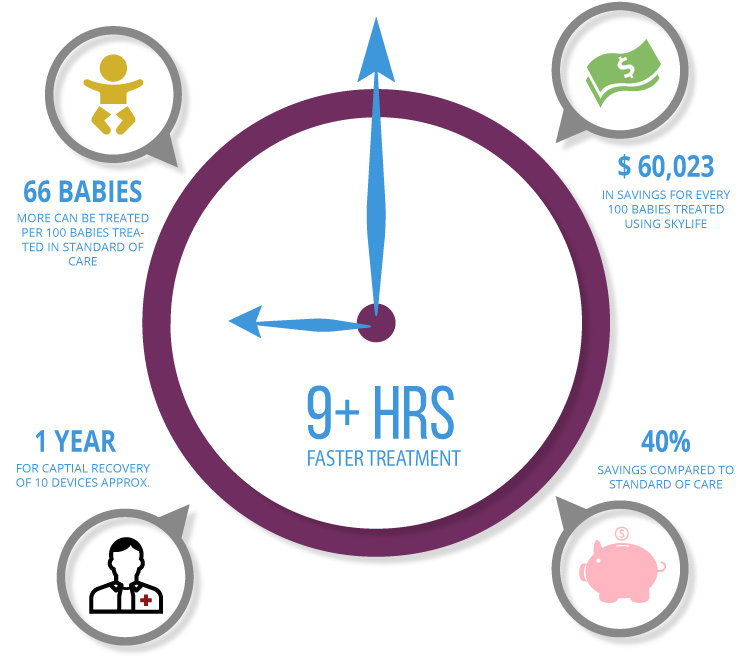 66 BABIES
MORE CAN BE TREATED
PER 100 BABIES TREA-
TED IN STANDARD OF
CARE
$
$ 60,023
IN SAVINGS FOR EVERY
100 BABIES TREATED
USING SKYLIFE
9+ HRS
FASTER TREATMENT
1 YEAR
FOR CAPTIAL RECOVERY
OF 10 DEVICES APPROX.
40%
SAVINGS COMPARED TO
STANDARD OF CARE
$